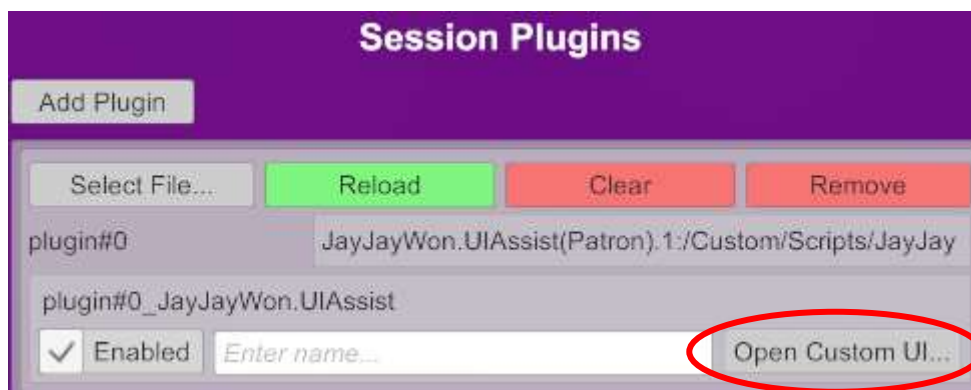 Session Plugins
Add Plugin
Select File... Reload Clear Remove
plugin#0 JayJayWon.UIAssist(Patron).1:/Custom/Scripts/JayJay
plugin#0_JayJayWon.UIAssist
Enabled Enter name... Open Custom UI...